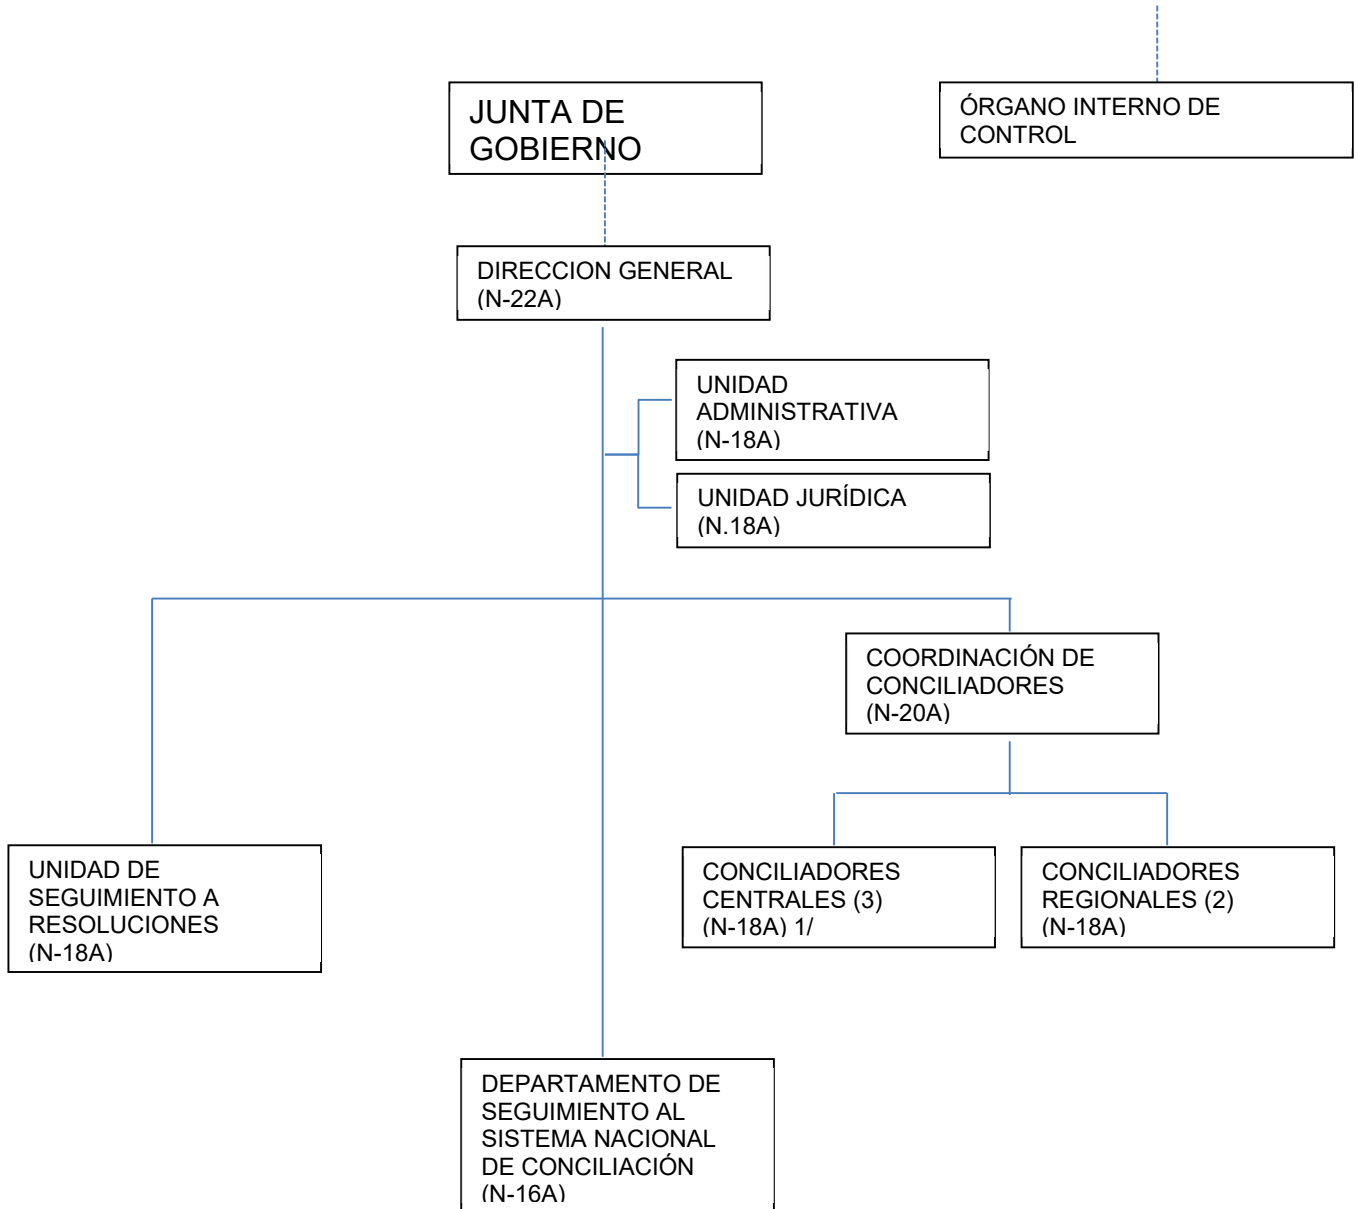 JUNTA DE
GOBIERNO
ÓRGANO INTERNO DE
CONTROL
DIRECCION GENERAL
(N-22A)
UNIDAD
ADMINISTRATIVA
(N-18A)
UNIDAD JURÍDICA
(N.18A)
COORDINACIÓN DE
CONCILIADORES
(N-20A)
UNIDAD DE
SEGUIMIENTO A
RESOLUCIONES
(N-18A)
CONCILIADORES
CENTRALES (3)
(N-18A) 1/
CONCILIADORES
REGIONALES (2)
(N-18A)
DEPARTAMENTO DE
SEGUIMIENTO AL
SISTEMA NACIONAL
DE CONCILIACIÓN
(N-16A)